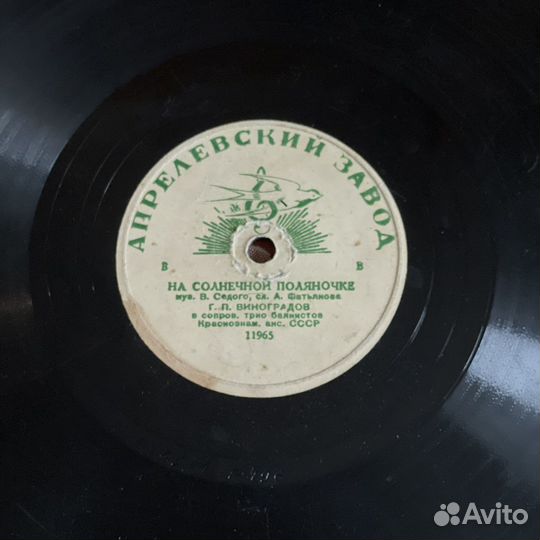 АПРЕЛЕВСКИЙ ЗАВОД
В В
НА СОЛНЕЧНОЙ ПОЛЯНОЧКЕ
муз. В. Седого, сл. А. Фатьянова
Г. П. ВИНОГРАДОВ
в сопров. трио баянистов
Краснознам. анс. СССР
11965
Avito